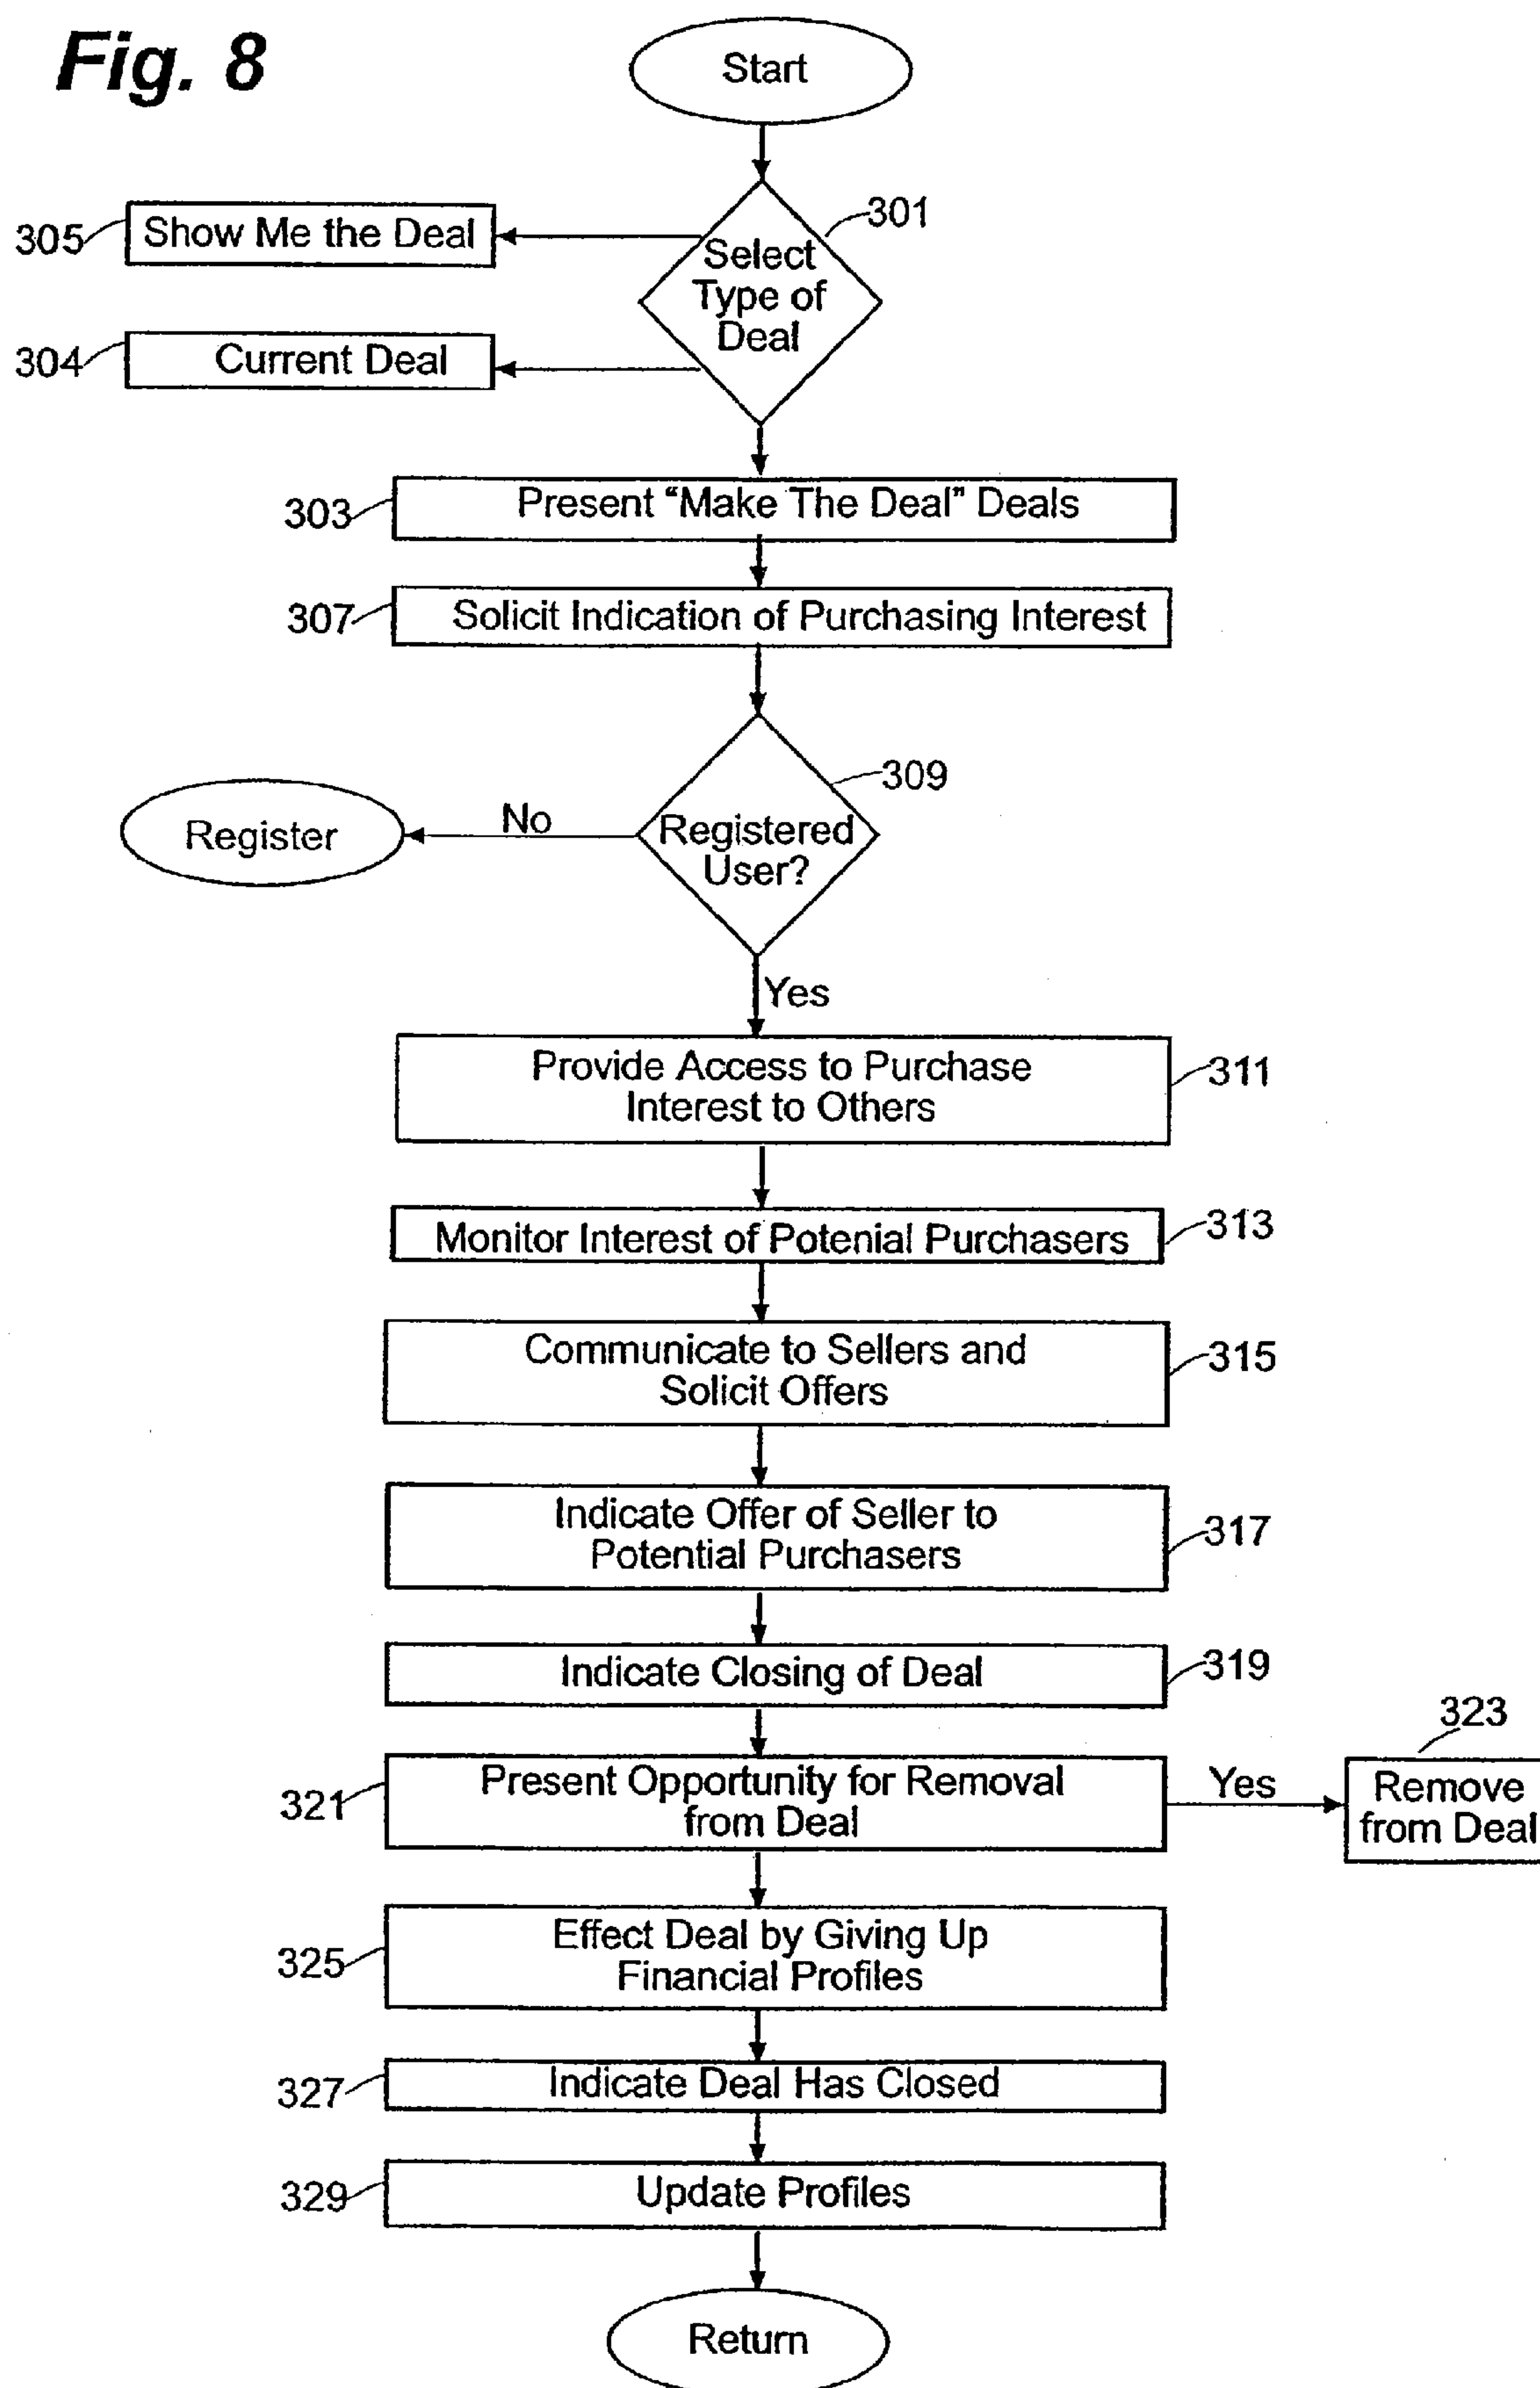 Fig. 8
Start
301
Select
Type of
Deal
305
Show Me the Deal
304
Current Deal
303
Present “Make The Deal” Deals
307
Solicit Indication of Purchasing Interest
309
Registered
User?
No
Register
Yes
Provide Access to Purchase
Interest to Others
311
Monitor Interest of Potenial Purchasers
313
Communicate to Sellers and
Solicit Offers
315
Indicate Offer of Seller to
Potential Purchasers
317
Indicate Closing of Deal
319
321
Present Opportunity for Removal
from Deal
Yes
323
Remove
from Deal
325
Effect Deal by Giving Up
Financial Profiles
327
Indicate Deal Has Closed
329
Update Profiles
Return